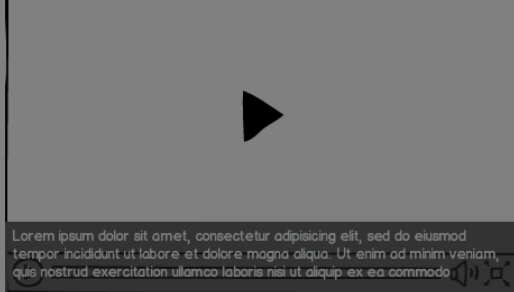 Lorem ipsum dolor sit amet, consectetur adipisicing elit, sed do eiusmod
tempor incididunt ut labore et dolore magna aliqua. Ut enim ad minim veniam,
quis nostrud exercitation ullamco laboris nisi ut aliquip ex ea commodo